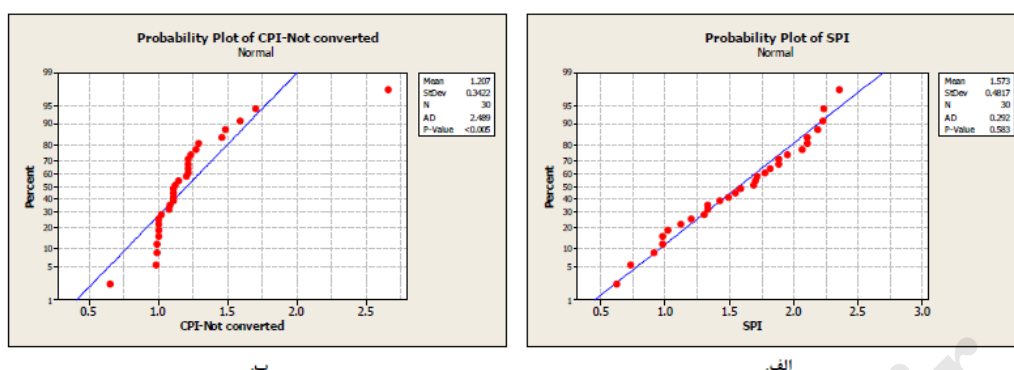 Probability Plot of CPI-Not converted
Normal
99
95
90
80
70
60
50
40
30
20
10
5
1
Percent
0.5 1.0 1.5 2.0 2.5
CPI-Not converted
Mean 1.207
StDev 0.3422
N 30
AD 2.489
P-Value <0.005
ب.
Probability Plot of SPI
Normal
99
95
90
80
70
60
50
40
30
20
10
5
1
Percent
0.5 1.0 1.5 2.0 2.5 3.0
SPI
Mean 1.573
StDev 0.4817
N 30
AD 0.292
P-Value 0.583
الف.